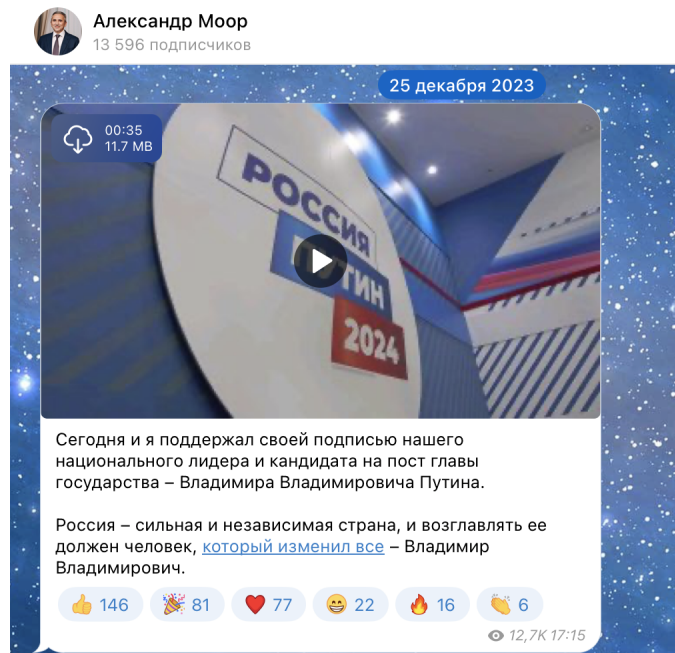 Александр Моор
13 596 подписчиков
25 декабря 2023
00:35
11.7 MB
РОССИЯ
ПУТИН
2024
Сегодня и я поддержал своей подписью нашего
национального лидера и кандидата на пост главы
государства – Владимира Владимировича Путина.
Россия – сильная и независимая страна, и возглавлять ее
должен человек, который изменил все – Владимир
Владимирович.
146 81 77 22 16 6
12,7K 17:15